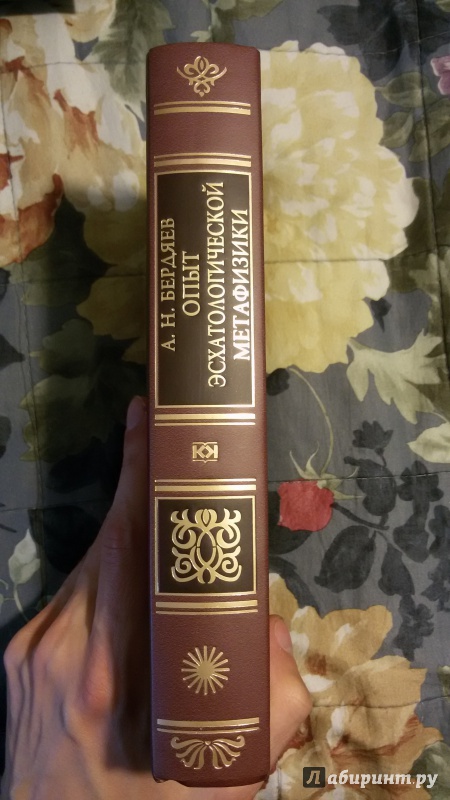 А. Н. БЕРДЯЕВ
ОПЫТ
ЭСХАТОЛОГИЧЕСКОЙ
МЕТАФИЗИКИ
Лабиринт.ру